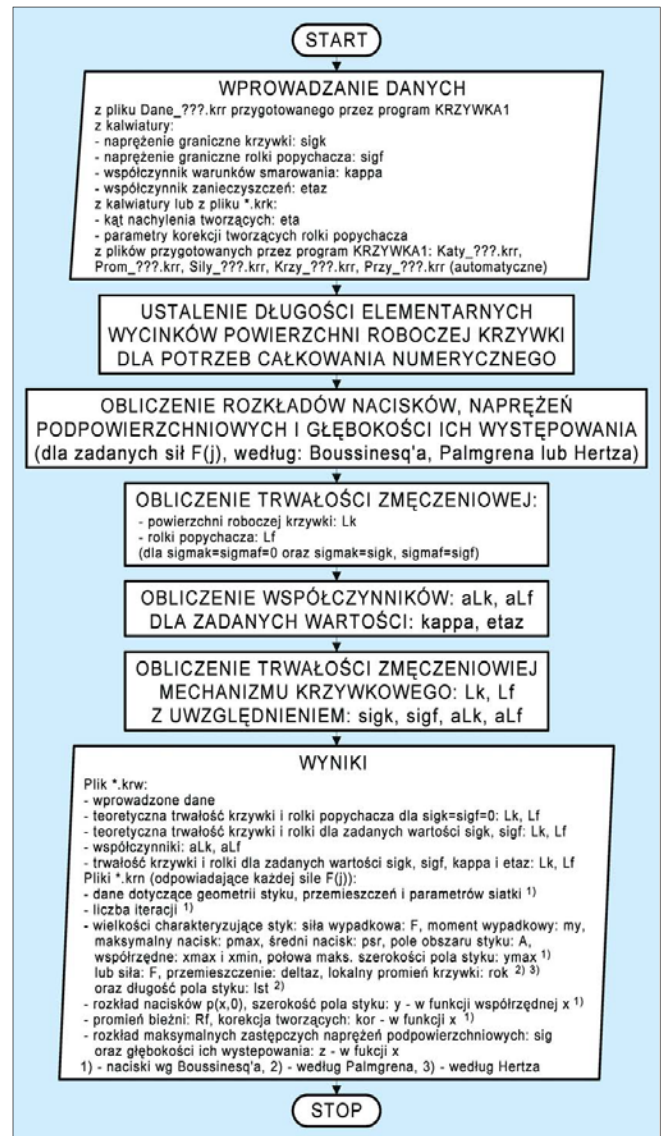 START
WPROWADZANIE DANYCH
z pliku Dane_???.krr przygotowanego przez program KRZYWKA1
z kalwiatury:
- naprężenie graniczne krzywki: sigk
- naprężenie graniczne rolki popychacza: sigf
- współczynnik warunków smarowania: kappa
- współczynnik zanieczyszczeń: etaz
z kalwiatury lub z pliku *.krk:
- kąt nachylenia tworzących: eta
- parametry korekcji tworzących rolki popychacza
z plików przygotowanych przez program KRZYWKA1: Katy_???.krr,
Prom_???.krr, Sily_???.krr, Krzy_???.krr, Przy_???.krr (automatyczne)
USTALENIE DŁUGOŚCI ELEMENTARNYCH
WYCINKÓW POWIERZCHNI ROBOCZEJ KRZYWKI
DLA POTRZEB CAŁKOWANIA NUMERYCZNEGO
OBLICZENIE ROZKŁADÓW NACISKÓW, NAPRĘŻEŃ
PODPOWIERZCHNIOWYCH I GŁĘBOKOŚCI ICH WYSTĘPOWANIA
(dla zadanych sił F(j), według: Boussinesq'a, Palmgrena lub Hertza)
OBLICZENIE TRWAŁOŚCI ZMĘCZENIOWEJ:
- powierzchni roboczej krzywki: Lk
- rolki popychacza: Lf
(dla sigmak=sigmaf=0 oraz sigmak=sigk, sigmaf=sigf)
OBLICZENIE WSPÓŁCZYNNIKÓW: aLk, aLf
DLA ZADANYCH WARTOŚCI: kappa, etaz
OBLICZENIE TRWAŁOŚCI ZMĘCZENIOWIEJ
MECHANIZMU KRZYWKOWEGO: Lk, Lf
Z UWZGLĘDNIENIEM: sigk, sigf, aLk, aLf
WYNIKI
Plik *.krw:
- wprowadzone dane
- teoretyczna trwałość krzywki i rolki popychacza dla sigk=sigf=0: Lk, Lf
- teoretyczna trwałość krzywki i rolki dla zadanych wartości sigk, sigf: Lk, Lf
- współczynniki: aLk, aLf
- trwałość krzywki i rolki dla zadanych wartości sigk, sigf, kappa i etaz: Lk, Lf
Pliki *.krn (odpowiadające każdej sile F(j)):
- dane dotyczące geometrii styku, przemieszczeń i parametrów siatki 1)
- liczba iteracji 1)
- wielkości charakteryzujące styk: siła wypadkowa: F, moment wypadkowy: my,
maksymalny nacisk: pmax, średni nacisk: psr, pole obszaru styku: A,
współrzędne: xmax i xmin, połowa maks. szerokości pola styku: ymax 1)
lub siła: F, przemieszczenie: deltaz, lokalny promień krzywki: rok 2) 3)
oraz długość pola styku: lst 2)
- rozkład nacisków p(x,0), szerokość pola styku: y - w funkcji współrzędnej x 1)
- promień bieżni: Rf, korekcja tworzących: kor - w funkcji x 1)
- rozkład maksymalnych zastępczych naprężeń podpowierzchniowych: sig
oraz głębokości ich wystepowania: z - w fukcji x
1) - naciski wg Boussinesq'a, 2) - według Palmgrena, 3) - według Hertza
STOP